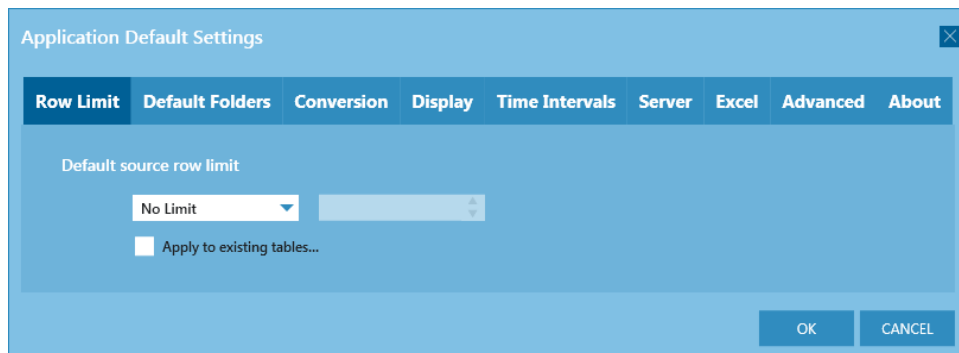 Application Default Settings
Row Limit Default Folders Conversion Display Time Intervals Server Excel Advanced About
Default source row limit
No Limit
Apply to existing tables...
OK CANCEL